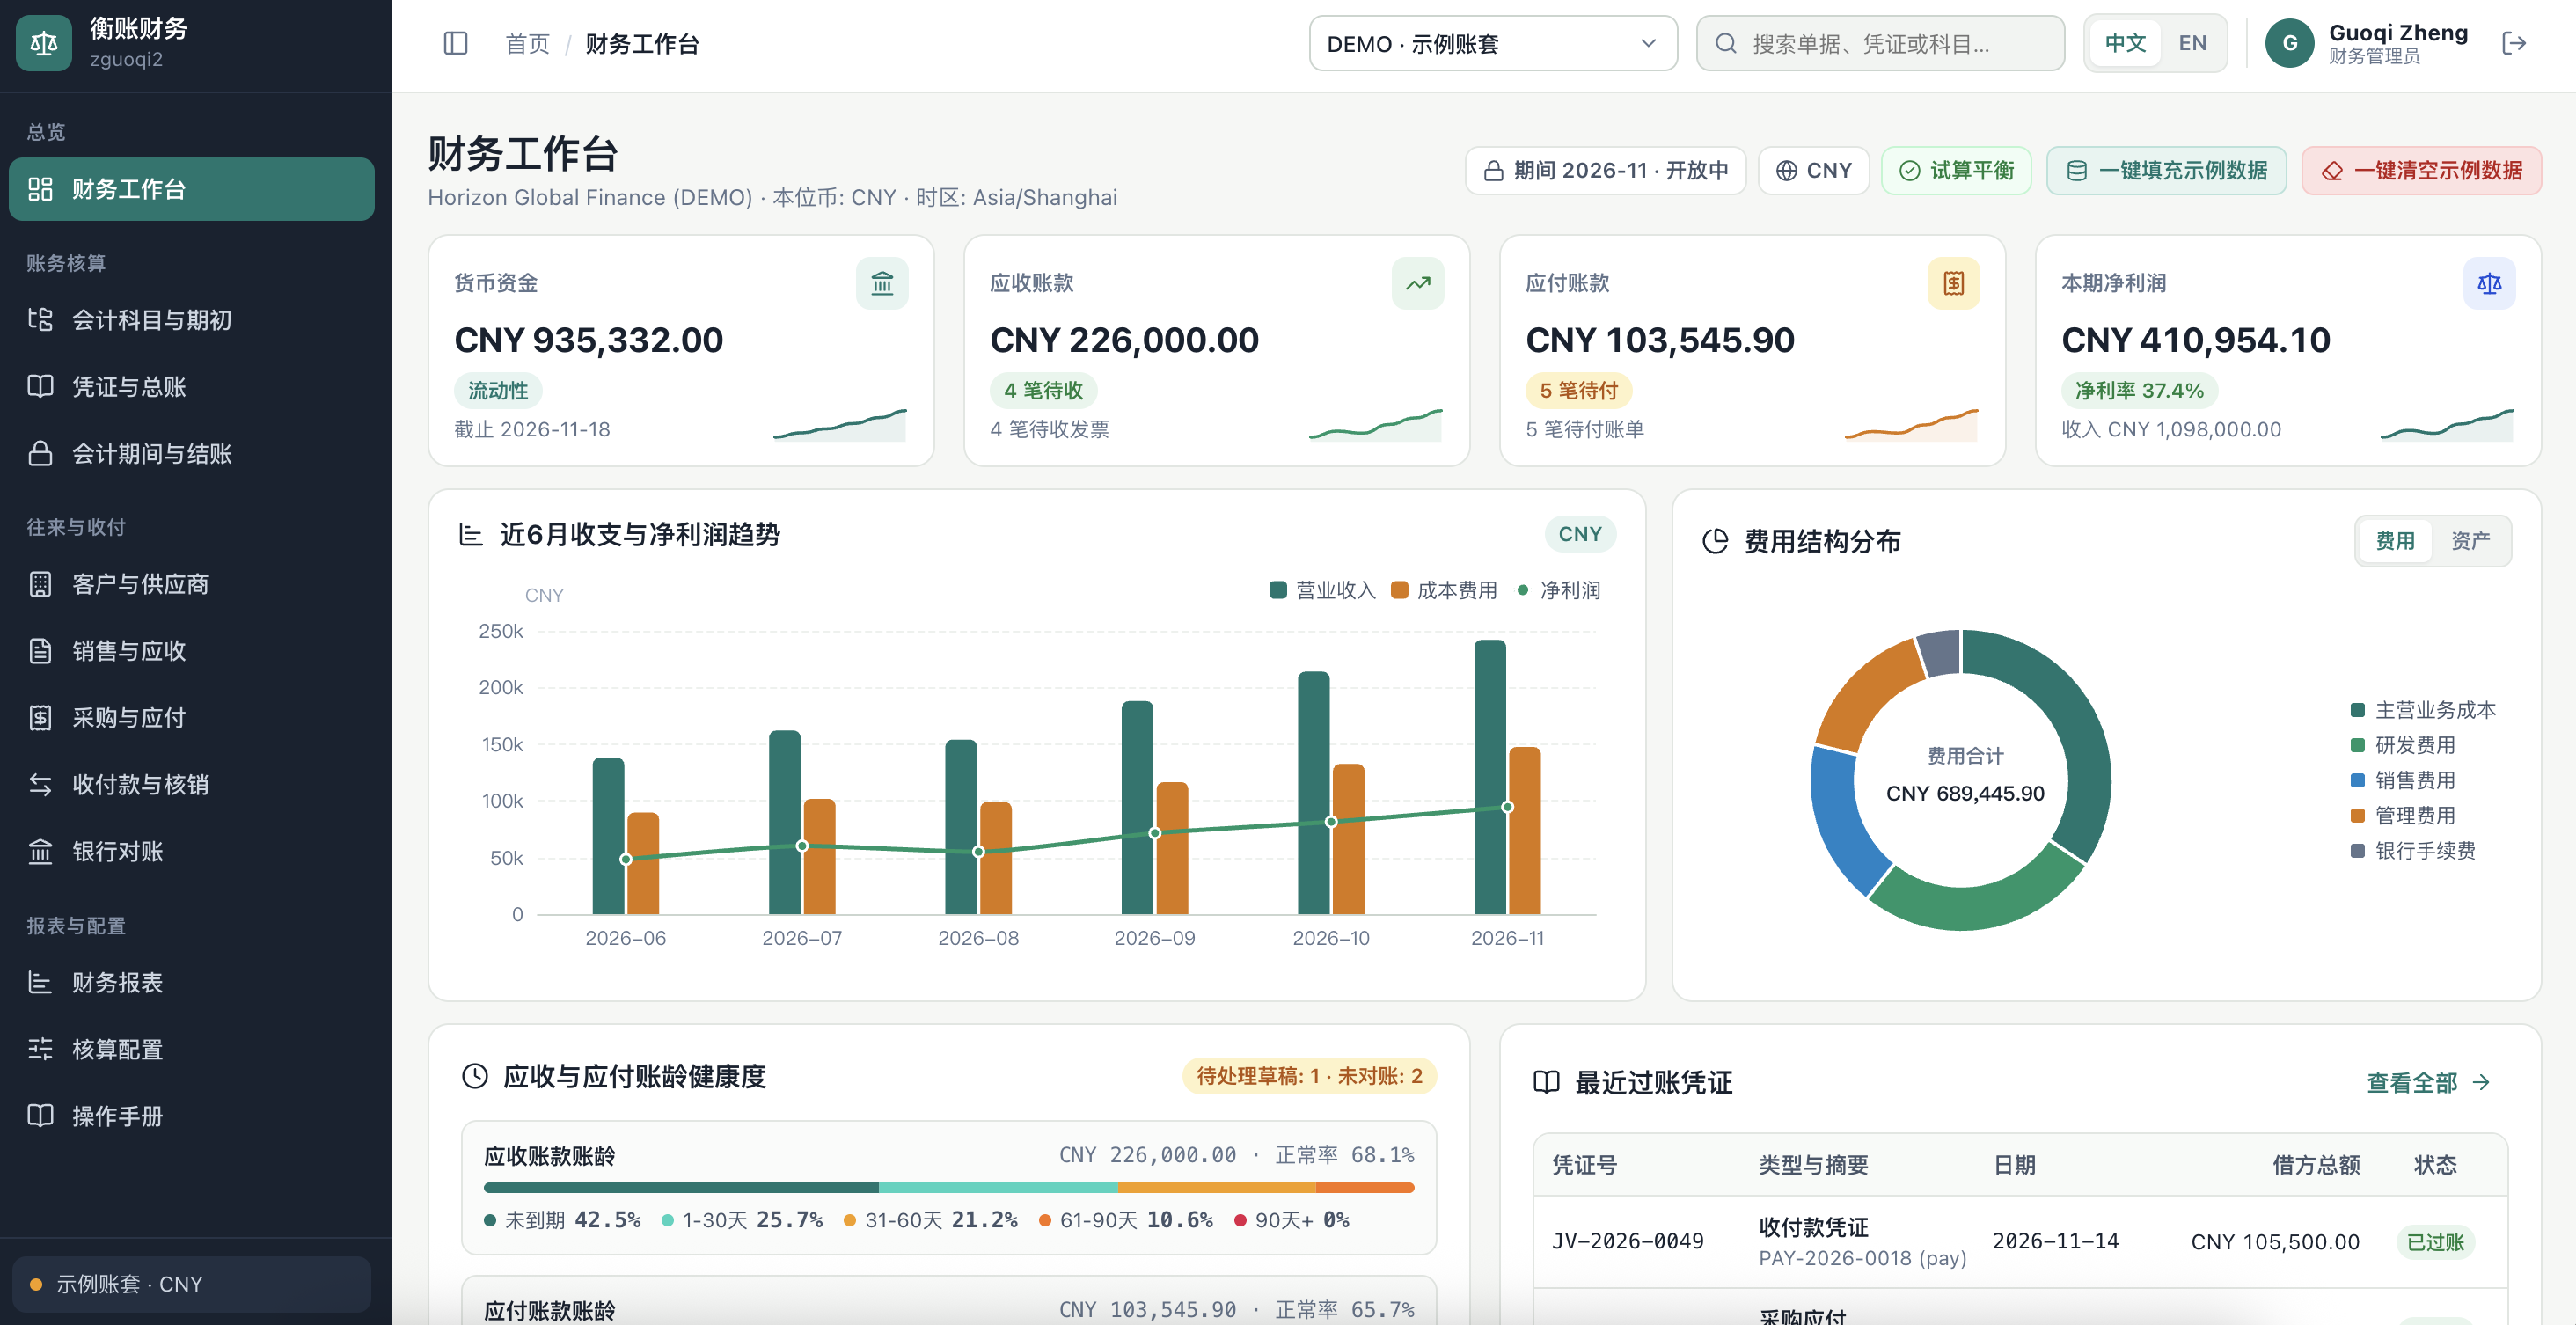 衡账财务
zguoqi2
总览
财务工作台
账务核算
会计科目与期初
凭证与总账
会计期间与结账
往来与收付
客户与供应商
销售与应收
采购与应付
收付款与核销
银行对账
报表与配置
财务报表
核算配置
操作手册
示例账套 · CNY
首页 / 财务工作台
DEMO · 示例账套
搜索单据、凭证或科目...
中文 EN
G
Guoqi Zheng
财务管理员
财务工作台
Horizon Global Finance (DEMO) · 本位币: CNY · 时区: Asia/Shanghai
期间 2026-11 · 开放中
CNY
试算平衡
一键填充示例数据
一键清空示例数据
货币资金
CNY 935,332.00
流动性
截止 2026-11-18
应收账款
CNY 226,000.00
4 笔待收
4 笔待收发票
应付账款
CNY 103,545.90
5 笔待付
5 笔待付账单
本期净利润
CNY 410,954.10
净利率 37.4%
收入 CNY 1,098,000.00
近6月收支与净利润趋势
CNY
CNY
营业收入 成本费用 净利润
250k
200k
150k
100k
50k
0
2026-06 2026-07 2026-08 2026-09 2026-10 2026-11
费用结构分布
费用 资产
费用合计
CNY 689,445.90
主营业务成本
研发费用
销售费用
管理费用
银行手续费
应收与应付账龄健康度
待处理草稿: 1 · 未对账: 2
应收账款账龄
CNY 226,000.00 · 正常率 68.1%
未到期 42.5% 1-30天 25.7% 31-60天 21.2% 61-90天 10.6% 90天+ 0%
应付账款账龄
CNY 103,545.90 · 正常率 65.7%
最近过账凭证
查看全部
凭证号 类型与摘要 日期 借方总额 状态
JV-2026-0049 收付款凭证 2026-11-14 CNY 105,500.00 已过账
PAY-2026-0018 (pay)
采购应付